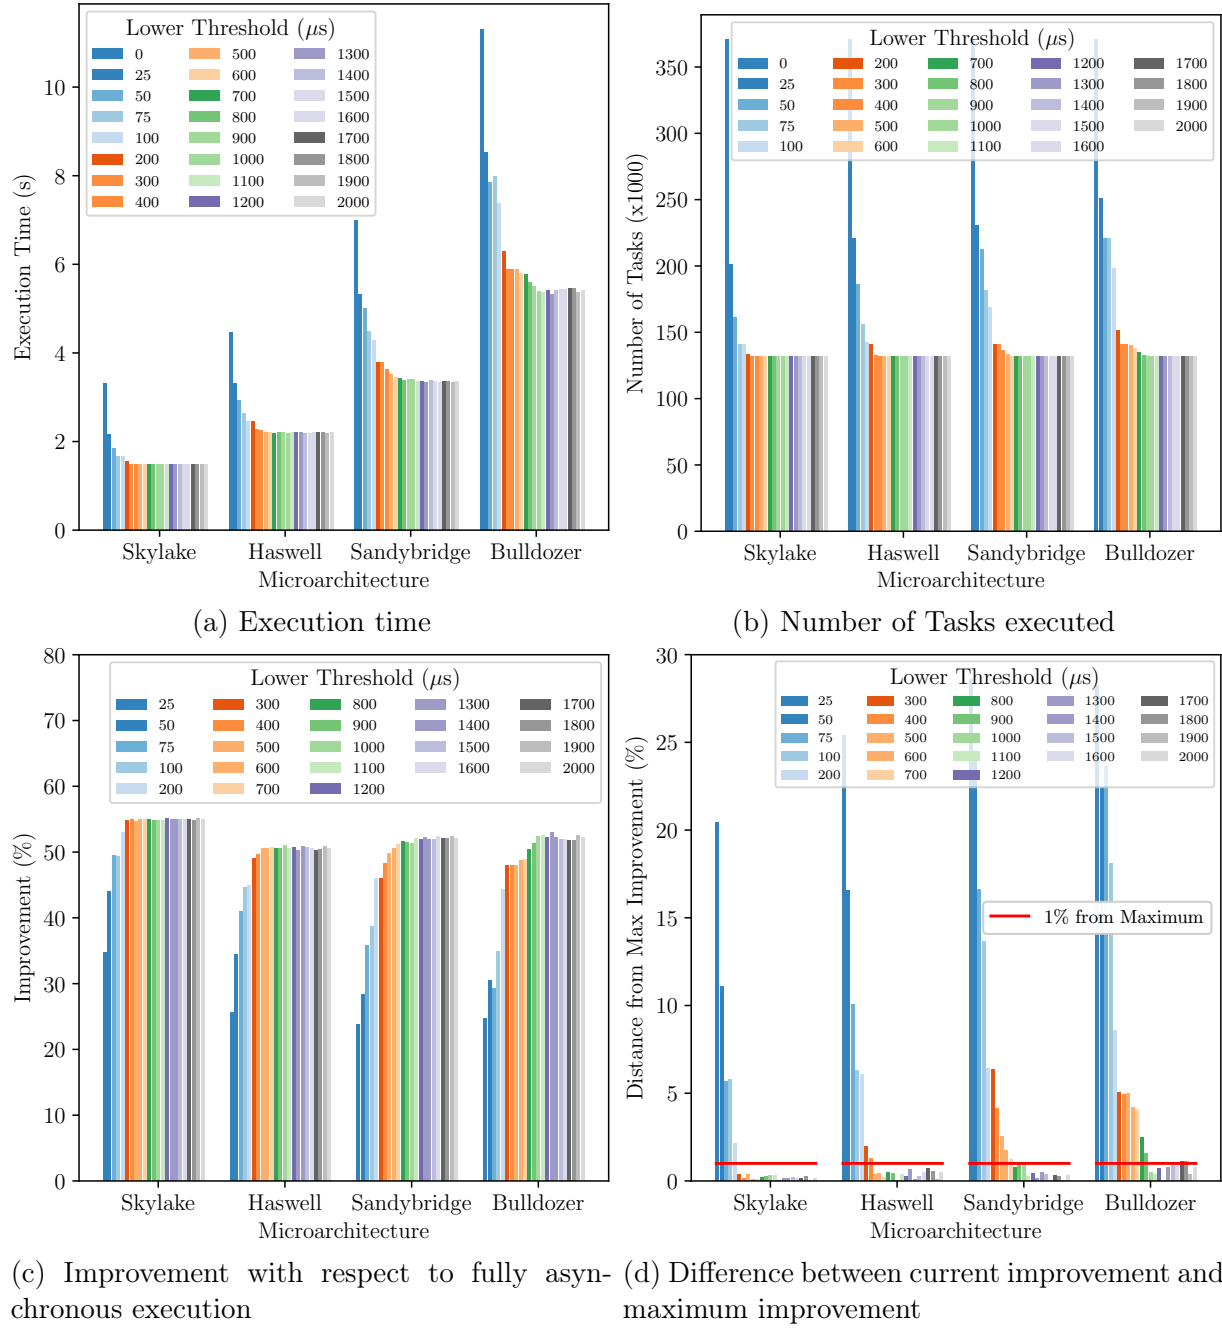 Lower Threshold (μs)
0 500 1300
25 600 1400
50 700 1500
75 800 1600
100 900 1700
200 1000 1800
300 1100 1900
400 1200 2000
Execution Time (s)
10
8
6
4
2
0
Skylake Haswell Sandybridge Bulldozer
Microarchitecture
(a) Execution time
Lower Threshold (μs)
0 200 700 1200 1700
25 300 800 1300 1800
50 400 900 1400 1900
75 500 1000 1500 2000
100 600 1100 1600
Number of Tasks (x1000)
350
300
250
200
150
100
50
0
Skylake Haswell Sandybridge Bulldozer
Microarchitecture
(b) Number of Tasks executed
Lower Threshold (μs)
25 300 800 1300 1700
50 400 900 1400 1800
75 500 1000 1500 1900
100 600 1100 1600 2000
200 700 1200
Improvement (%)
80
70
60
50
40
30
20
10
0
Skylake Haswell Sandybridge Bulldozer
Microarchitecture
(c) Improvement with respect to fully asyn-
chronous execution
Lower Threshold (μs)
25 300 800 1300 1700
50 400 900 1400 1800
75 500 1000 1500 1900
100 600 1100 1600 2000
200 700 1200
1% from Maximum
Distance from Max Improvement (%)
30
25
20
15
10
5
0
Skylake Haswell Sandybridge Bulldozer
Microarchitecture
(d) Difference between current improvement and
maximum improvement